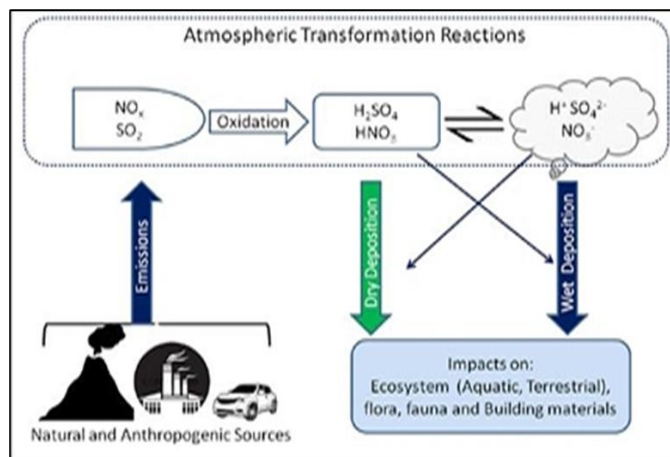 Atmospheric Transformation Reactions
NOₓ
SO₂
Oxidation
H₂SO₄
HNO₃
H⁺ SO₄²⁻
NO₃⁻
Emissions
Dry Deposition
Wet Deposition
Impacts on:
Ecosystem (Aquatic, Terrestrial),
flora, fauna and Building materials
Natural and Anthropogenic Sources